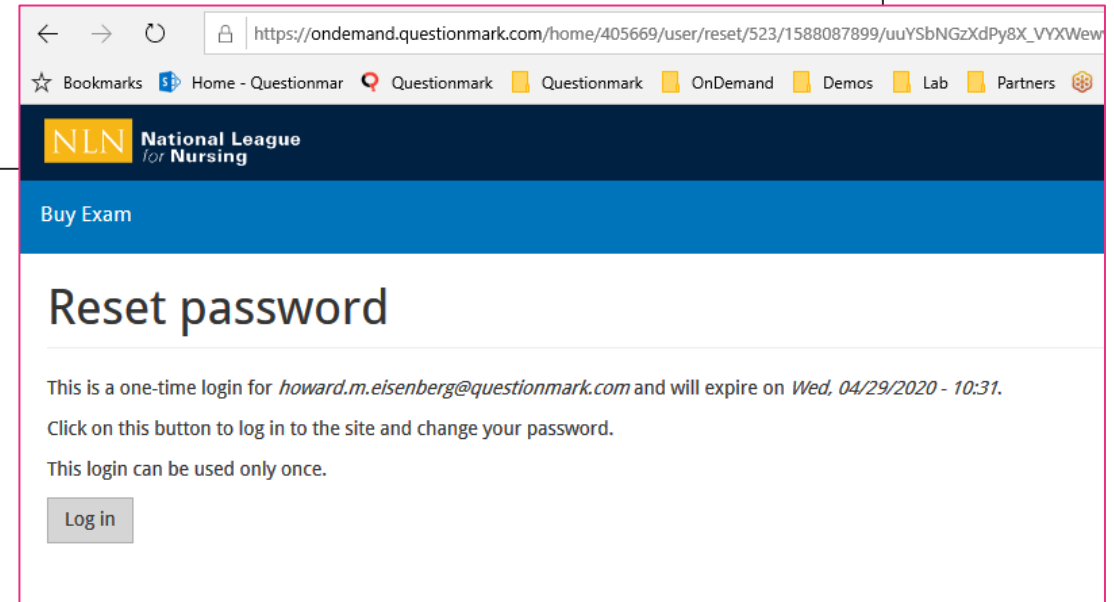 https://ondemand.questionmark.com/home/405669/user/reset/523/1588087899/uuYSbNGzXdPy8X_VYXWew
Bookmarks Home - Questionmar Questionmark Questionmark OnDemand Demos Lab Partners
NLN National League
for Nursing
Buy Exam
Reset password
This is a one-time login for howard.m.eisenberg@questionmark.com and will expire on Wed, 04/29/2020 - 10:31.
Click on this button to log in to the site and change your password.
This login can be used only once.
Log in